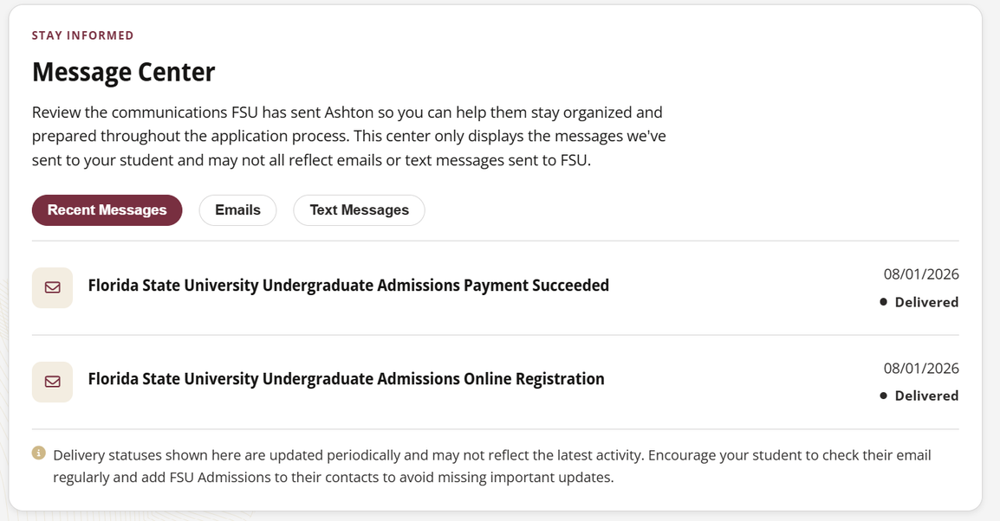 STAY INFORMED
Message Center
Review the communications FSU has sent Ashton so you can help them stay organized and
prepared throughout the application process. This center only displays the messages we've
sent to your student and may not all reflect emails or text messages sent to FSU.
Recent Messages Emails Text Messages
Florida State University Undergraduate Admissions Payment Succeeded
08/01/2026
Delivered
Florida State University Undergraduate Admissions Online Registration
08/01/2026
Delivered
Delivery statuses shown here are updated periodically and may not reflect the latest activity. Encourage your student to check their email
regularly and add FSU Admissions to their contacts to avoid missing important updates.